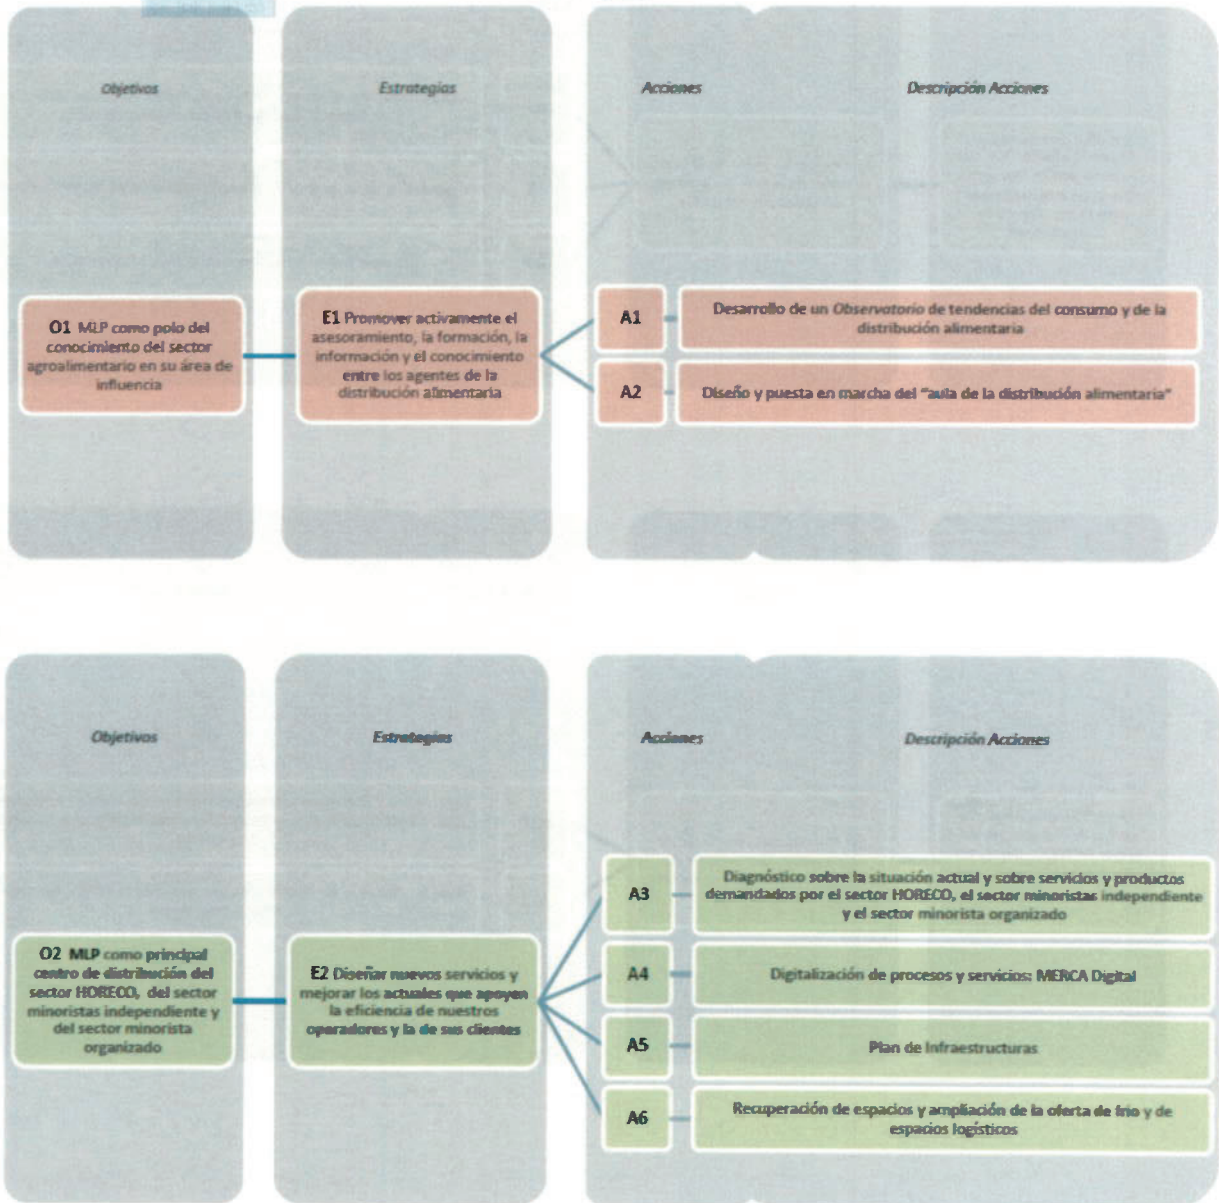 Objetivos
Estrategias
Acciones
Descripción Acciones
O1 MLP como polo del
conocimiento del sector
agroalimentario en su área de
influencia
E1 Promover activamente el
asesoramiento, la formación, la
información y el conocimiento
entre los agentes de la
distribución alimentaria
A1
Desarrollo de un Observatorio de tendencias del consumo y de la
distribución alimentaria
A2
Diseño y puesta en marcha del "aula de la distribución alimentaria"
Objetivos
Estrategias
Acciones
Descripción Acciones
O2 MLP como principal
centro de distribución del
sector HORECO, del sector
minoristas independiente y
del sector minorista
organizado
E2 Diseñar nuevos servicios y
mejorar los actuales que apoyen
la eficiencia de nuestros
operadores y la de sus clientes
A3
Diagnóstico sobre la situación actual y sobre servicios y productos
demandados por el sector HORECO, el sector minoristas independiente
y el sector minorista organizado
A4
Digitalización de procesos y servicios: MERCA Digital
A5
Plan de Infraestructuras
A6
Recuperación de espacios y ampliación de la oferta de frio y de
espacios logísticos